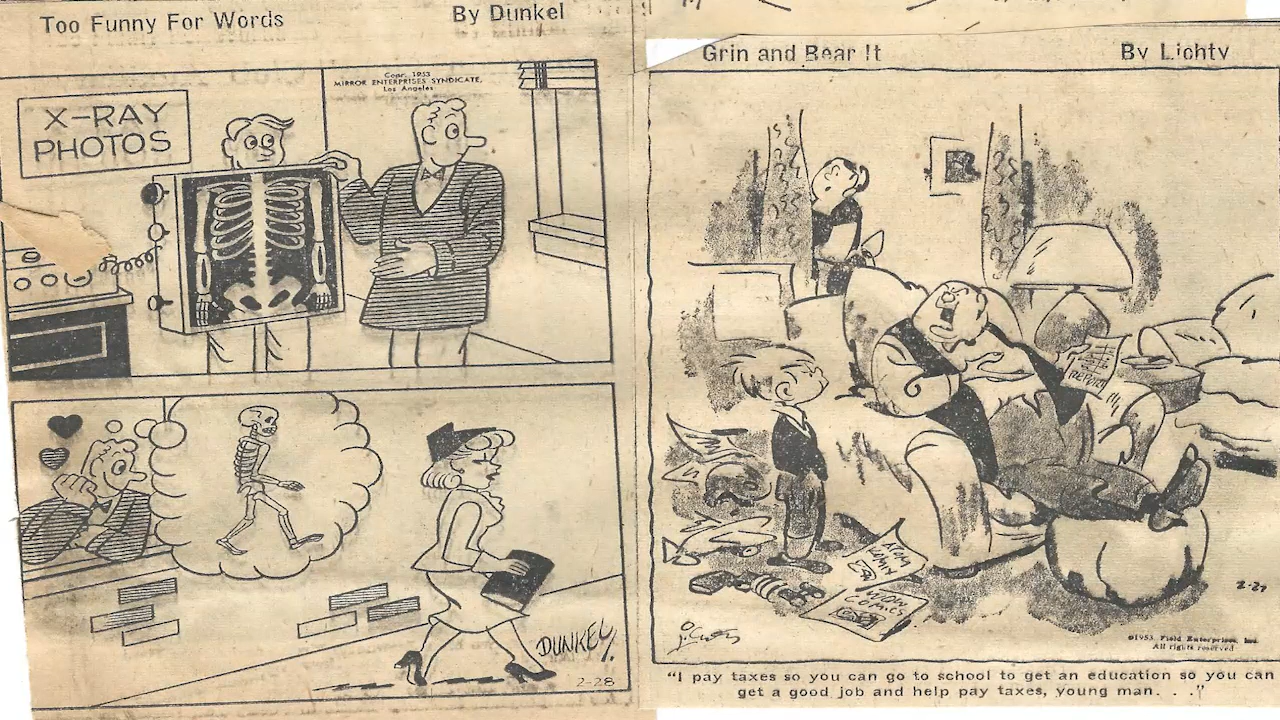 Too Funny For Words
By Dunkel
Copr. 1953
MIRROR ENTERPRISES SYNDICATE,
Los Angeles
X-RAY
PHOTOS
DUNKEL
2-28
Grin and Bear It
By Lichty
REPORT
COMICS
Lichty
2-27
©1953 Field Enterprises, Inc.
All rights reserved
"I pay taxes so you can go to school to get an education so you can
get a good job and help pay taxes, young man. . ."